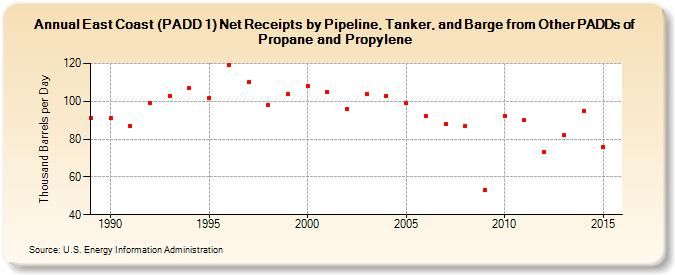 Annual East Coast (PADD 1) Net Receipts by Pipeline, Tanker, and Barge from Other PADDs of
Propane and Propylene
Thousand Barrels per Day
120
100
80
60
40
1990
1995
2000
2005
2010
2015
Source: U.S. Energy Information Administration